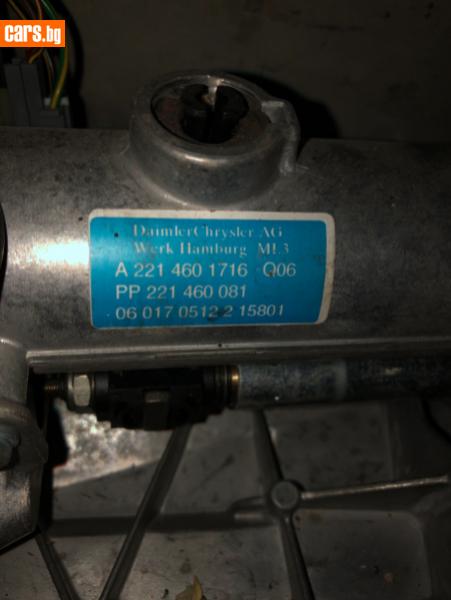 cars.bg
DaimlerChrysler AG
Werk Hamburg ML3
A 221 460 1716 Q06
PP 221 460 081
06 017 0512 2 15801